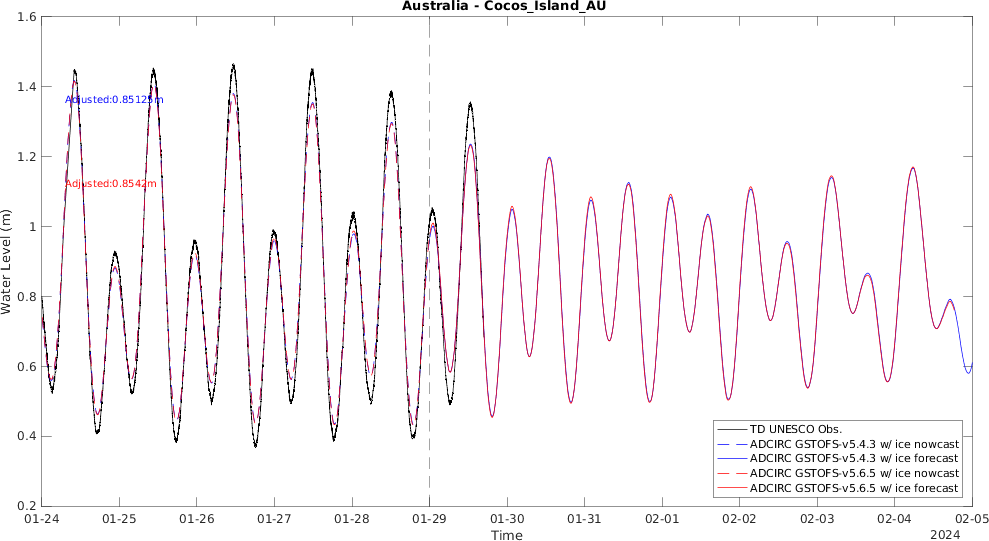 Australia - Cocos_Island_AU
Water Level (m)
1.6
1.4
1.2
1
0.8
0.6
0.4
0.2
Adjusted:0.85125m
Adjusted:0.8542m
TD UNESCO Obs.
ADCIRC GSTOFS-v5.4.3 w/ ice nowcast
ADCIRC GSTOFS-v5.4.3 w/ ice forecast
ADCIRC GSTOFS-v5.6.5 w/ ice nowcast
ADCIRC GSTOFS-v5.6.5 w/ ice forecast
01-24 01-25 01-26 01-27 01-28 01-29 01-30 01-31 02-01 02-02 02-03 02-04 02-05
Time
2024